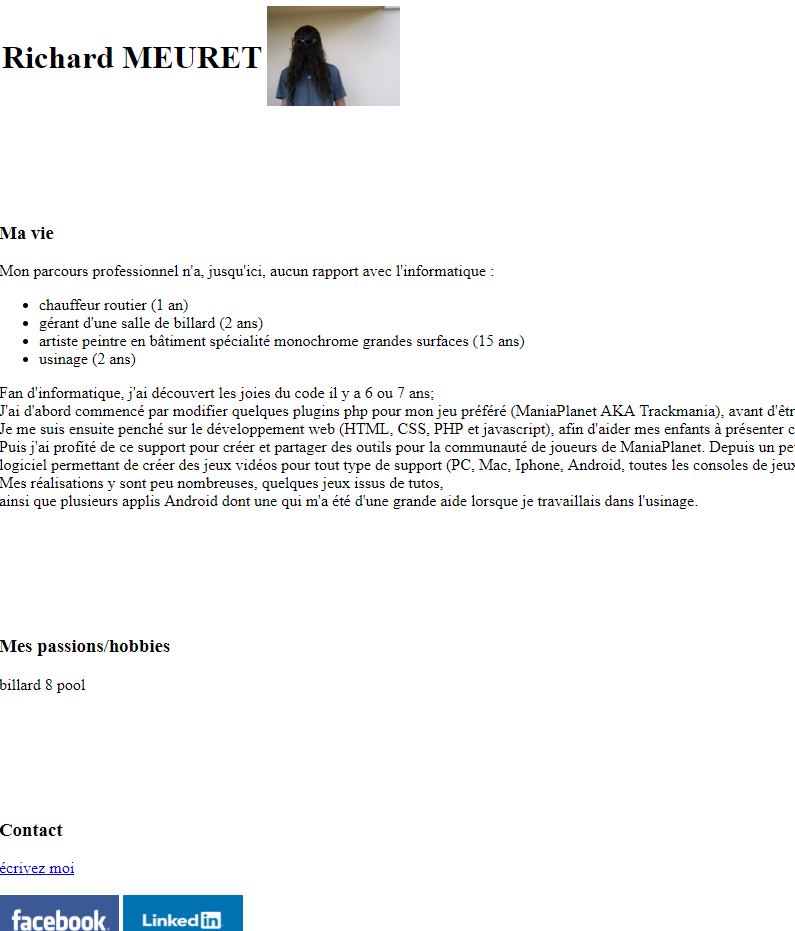 Richard MEURET
Ma vie
Mon parcours professionnel n'a, jusqu'ici, aucun rapport avec l'informatique :
chauffeur routier (1 an)
gérant d'une salle de billard (2 ans)
artiste peintre en bâtiment spécialité monochrome grandes surfaces (15 ans)
usinage (2 ans)
Fan d'informatique, j'ai découvert les joies du code il y a 6 ou 7 ans;
J'ai d'abord commencé par modifier quelques plugins php pour mon jeu préféré (ManiaPlanet AKA Trackmania), avant
Je me suis ensuite penché sur le développement web (HTML, CSS, PHP et javascript), afin d'aider mes enfants à présenter
Puis j'ai profité de ce support pour créer et partager des outils pour la communauté de joueurs de ManiaPlanet. Depuis un
logiciel permettant de créer des jeux vidéos pour tout type de support (PC, Mac, Iphone, Android, toutes les consoles de
Mes réalisations y sont peu nombreuses, quelques jeux issus de tutos,
ainsi que plusieurs applis Android dont une qui m'a été d'une grande aide lorsque je travaillais dans l'usinage.
Mes passions/hobbies
billard 8 pool
Contact
écrivez moi
facebook.
Linked in